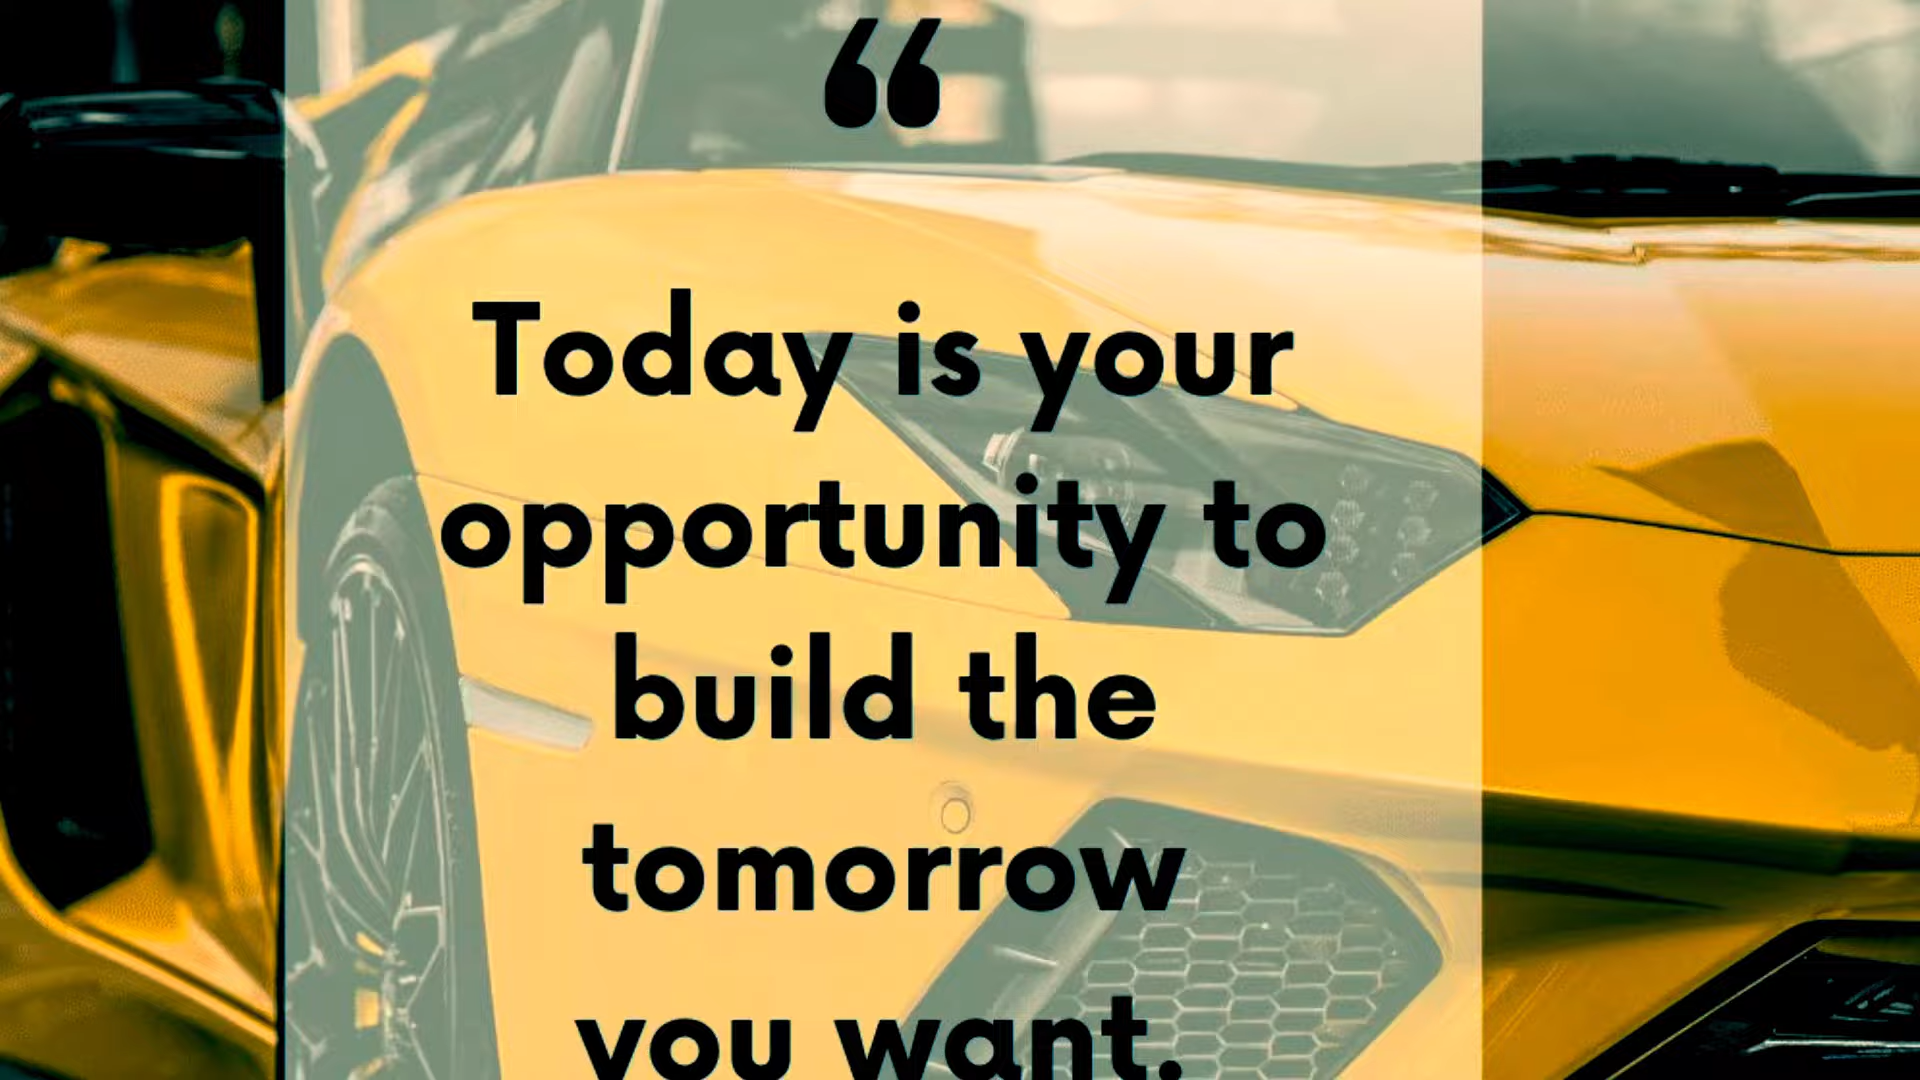 “
Today is your
opportunity to
build the
tomorrow
you want.